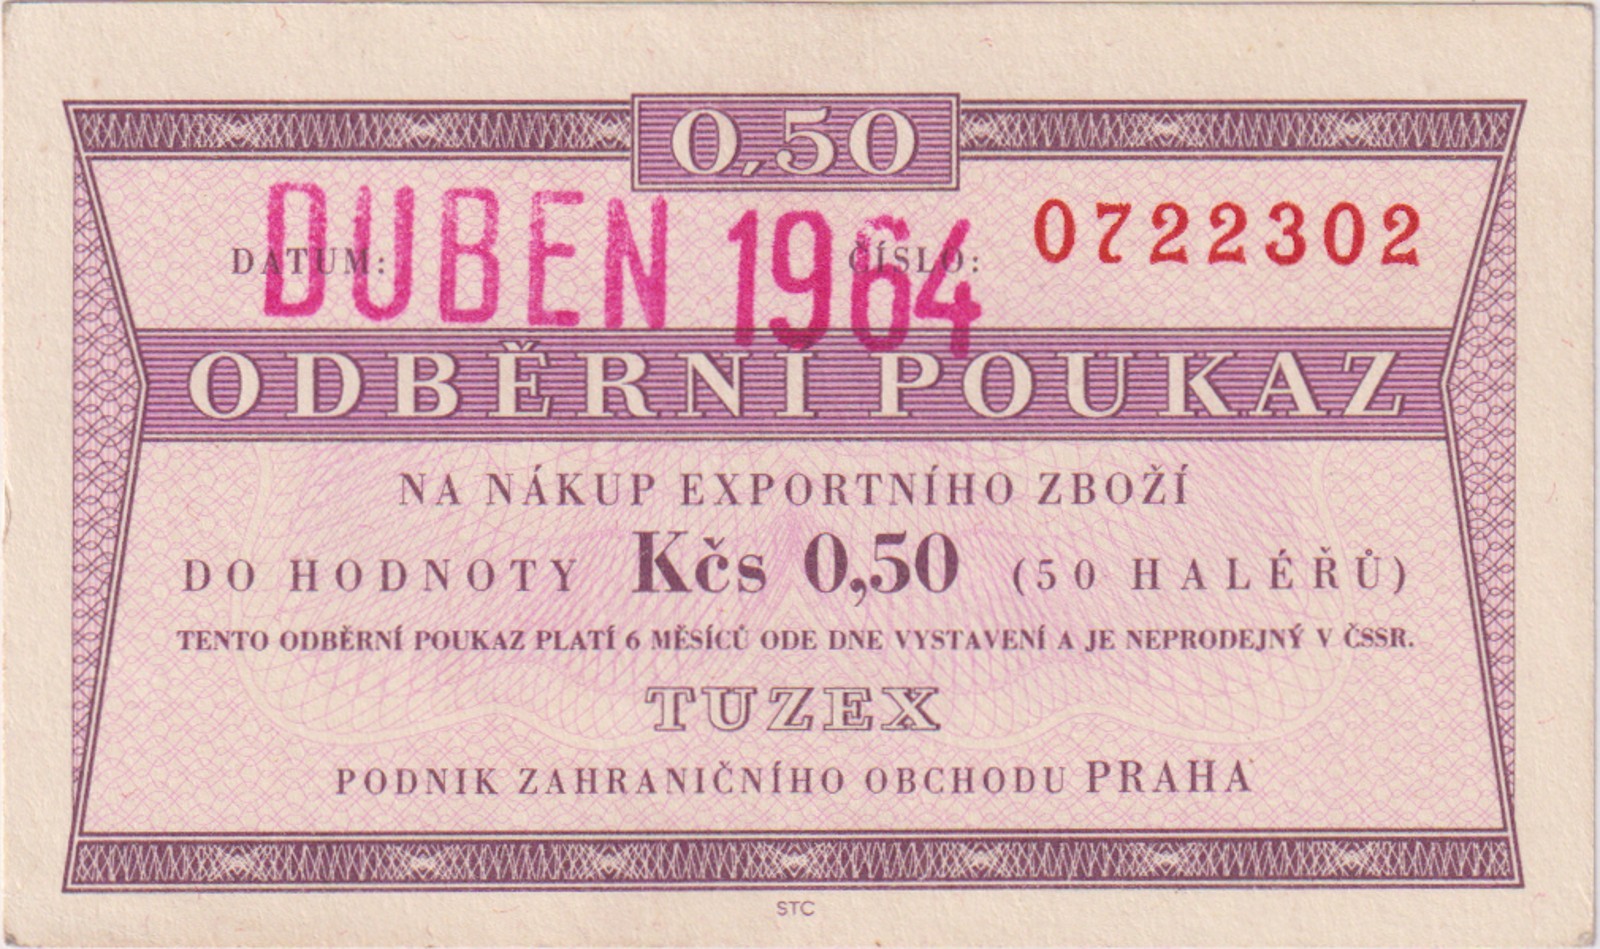 0,50
DATUM: DUBEN 1964 ČÍSLO: 0722302
ODBĚRNÍ POUKAZ
NA NÁKUP EXPORTNÍHO ZBOŽÍ
DO HODNOTY Kčs 0,50 (50 HALÉŘŮ)
TENTO ODBĚRNÍ POUKAZ PLATÍ 6 MĚSÍCŮ ODE DNE VYSTAVENÍ A JE NEPRODEJNÝ V ČSSR.
TUZEX
PODNIK ZAHRANIČNÍHO OBCHODU PRAHA
STC